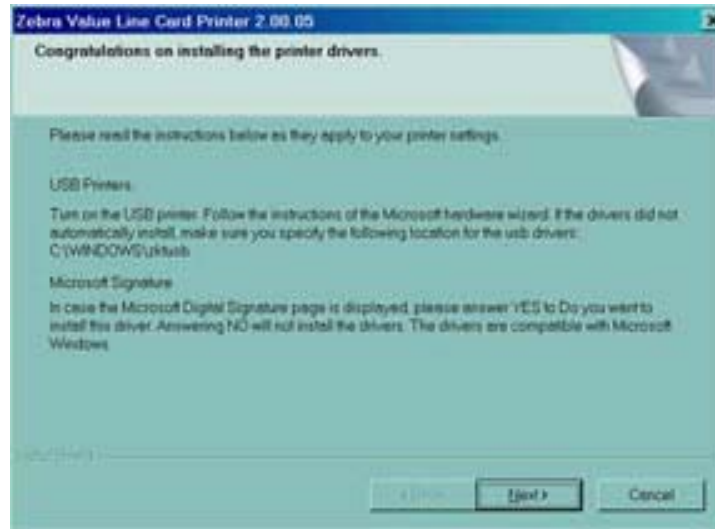 Zebra Value Line Card Printer 2.00.05
Congratulations on installing the printer drivers.
Please read the instructions below as they apply to your printer settings.
USB Printers:
Turn on the USB printer. Follow the instructions of the Microsoft hardware wizard. If the drivers did not
automatically install, make sure you specify the following location for the usb drivers:
C:\WINDOWS\
Microsoft Signature
In case the Microsoft Digital Signature page is displayed, please answer YES to Do you want to
install this driver. Answering NO will not install the drivers. The drivers are compatible with Microsoft
Windows.
< Back
Next >
Cancel